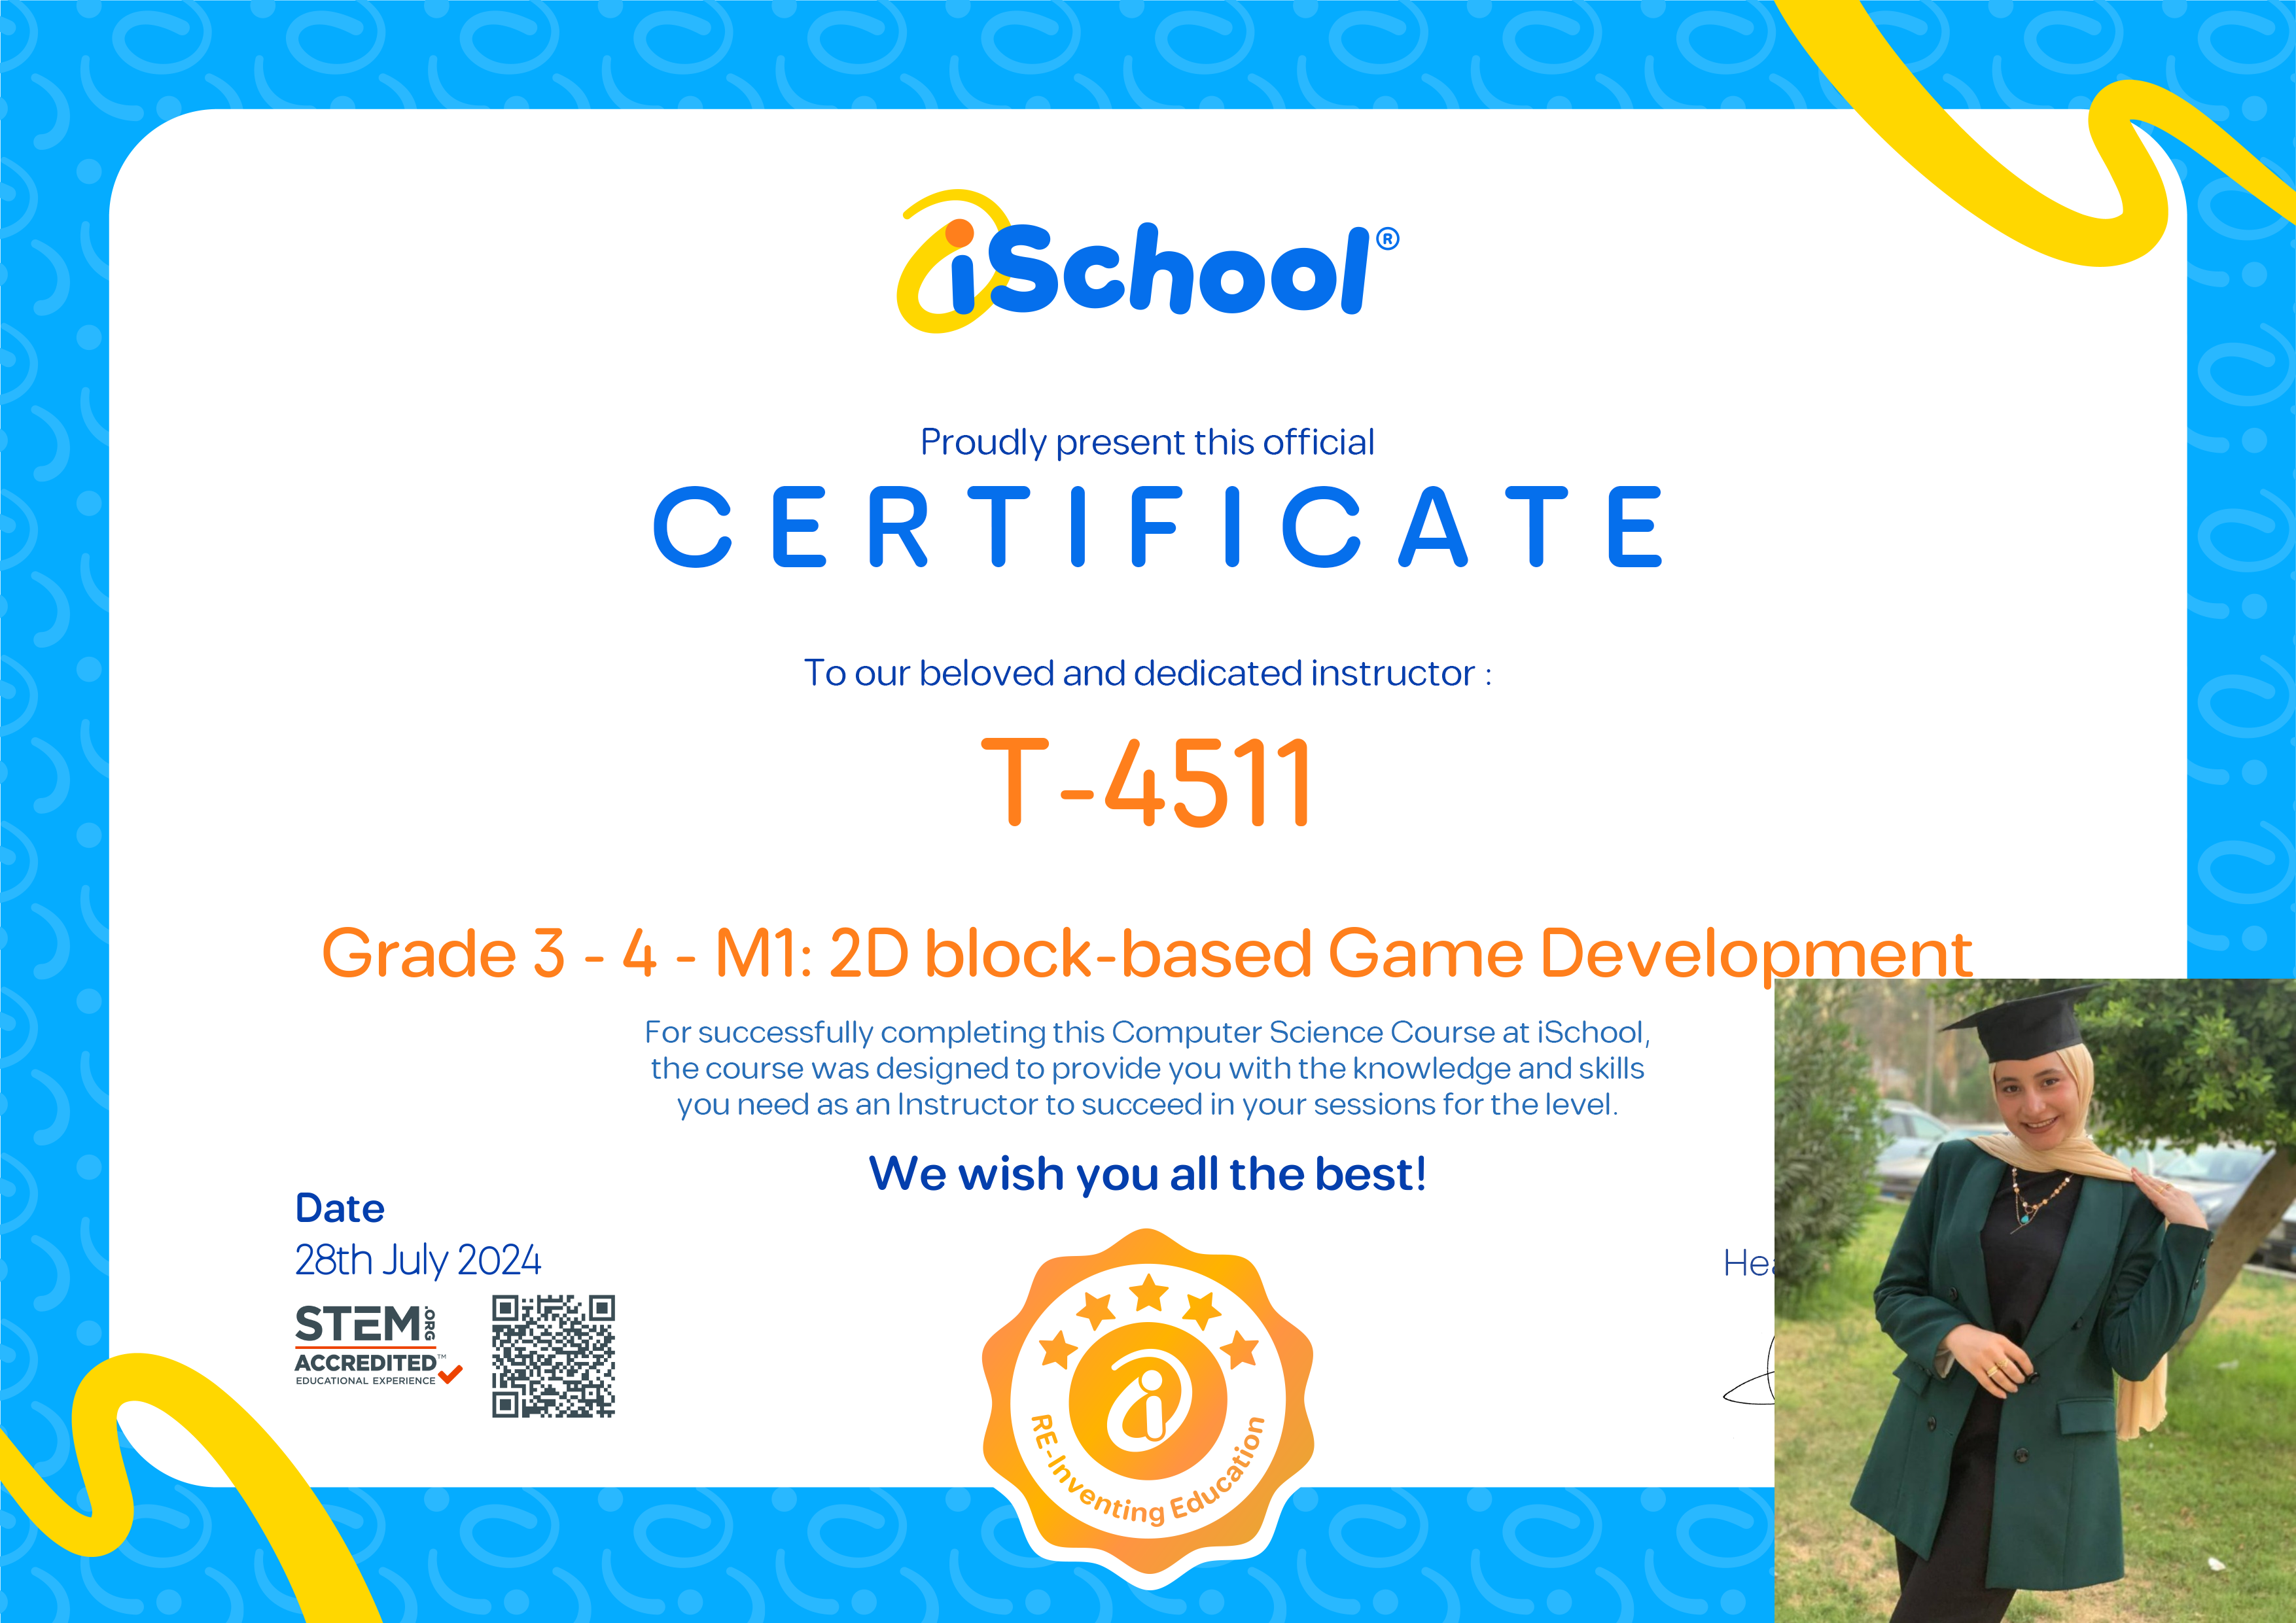 iSchool®
Proudly present this official
CERTIFICATE
To our beloved and dedicated instructor :
T-4511
Grade 3 - 4 - M1: 2D block-based Game Development
For successfully completing this Computer Science Course at iSchool,
the course was designed to provide you with the knowledge and skills
you need as an Instructor to succeed in your sessions for the level.
We wish you all the best!
Date
28th July 2024
STEM.ORG
ACCREDITED™
EDUCATIONAL EXPERIENCE
i
RE-Inventing Education